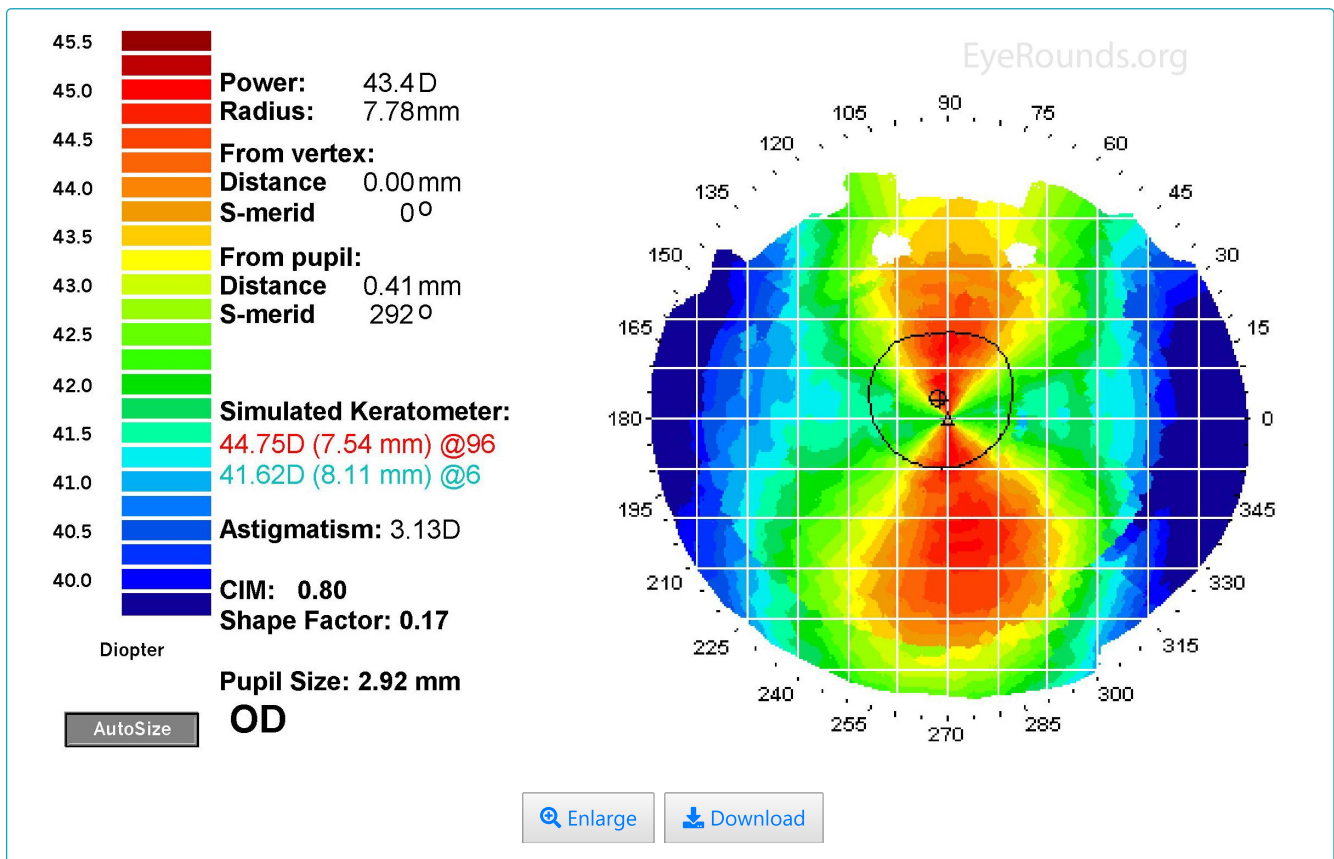 EyeRounds.org
45.5
45.0
44.5
44.0
43.5
43.0
42.5
42.0
41.5
41.0
40.5
40.0
Diopter
AutoSize
Power: 43.4 D
Radius: 7.78 mm
From vertex:
Distance 0.00 mm
S-merid 0º
From pupil:
Distance 0.41 mm
S-merid 292º
Simulated Keratometer:
44.75D (7.54 mm) @96
41.62D (8.11 mm) @6
Astigmatism: 3.13D
CIM: 0.80
Shape Factor: 0.17
Pupil Size: 2.92 mm
OD
90
105
75
120
60
135
45
150
30
165
15
180
0
195
345
210
330
225
315
240
300
255
285
270
Enlarge
Download